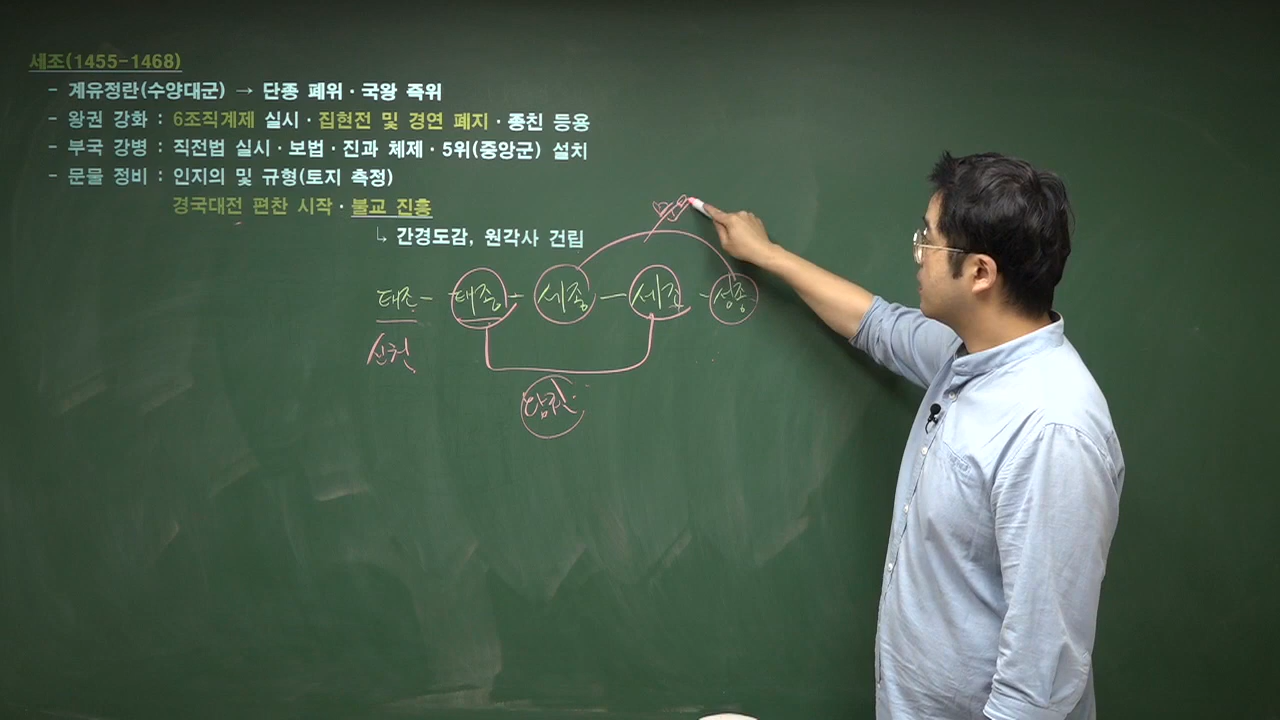 세조(1455-1468)
- 계유정란(수양대군) → 단종 폐위·국왕 즉위
- 왕권 강화 : 6조직계제 실시·집현전 및 경연 폐지·종친 등용
- 부국 강병 : 직전법 실시·보법·진과 체제·5위(중앙군) 설치
- 문물 정비 : 인지의 및 규형(토지 측정)
경국대전 편찬 시작·불교 진흥
↳ 간경도감, 원각사 건립
태조 - 태종 - 세종 - 세조 - 성종
신권
왕권